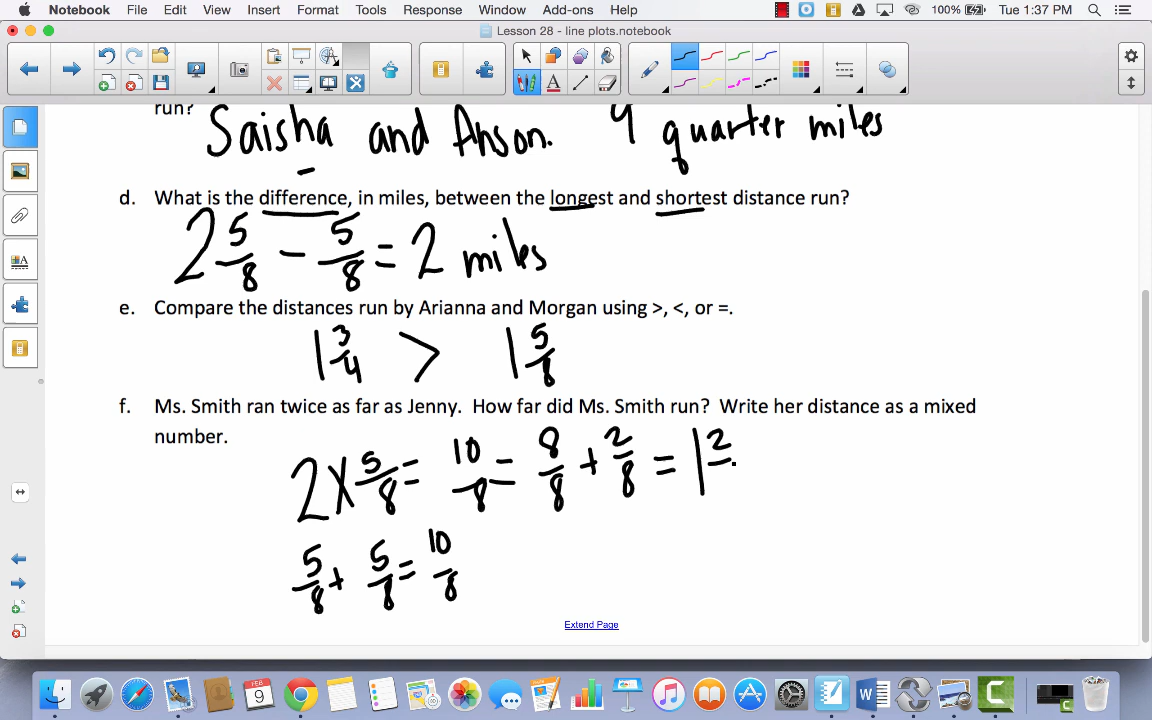 Notebook File Edit View Insert Format Tools Response Window Add-ons Help 100% Tue 1:37 PM
Lesson 28 - line plots.notebook
run?
Saisha and Anson. 9 quarter miles
d. What is the difference, in miles, between the longest and shortest distance run?
2 5/8 - 5/8 = 2 miles
e. Compare the distances run by Arianna and Morgan using >, <, or =.
1 3/4 > 1 5/8
f. Ms. Smith ran twice as far as Jenny. How far did Ms. Smith run? Write her distance as a mixed
number.
2 X 5/8 = 10/8 = 8/8 + 2/8 = 1 2
5/8 + 5/8 = 10/8
Extend Page
FEB
9